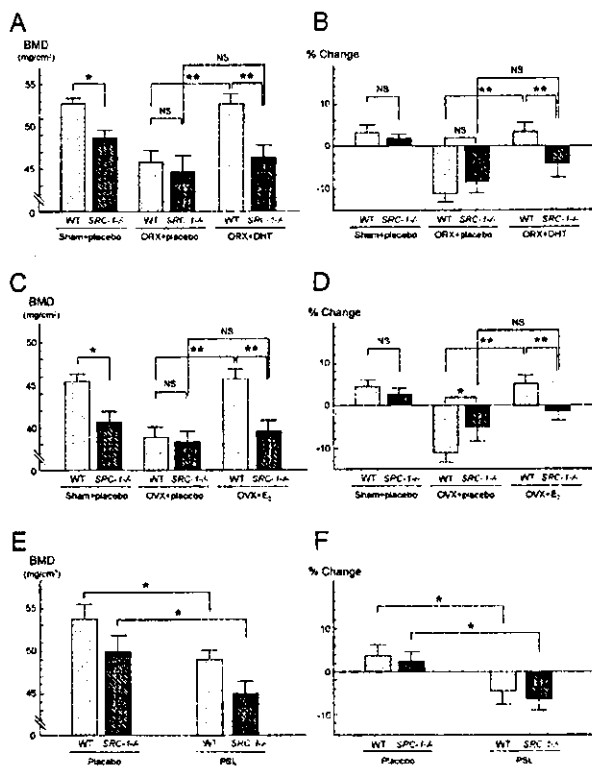 A
BMD
(mg/cm²)
NS
*
**
**
NS
55
50
45
0
WT SRC-1-/- WT SRC-1-/- WT SRC-1-/-
Sham+placebo ORX+placebo ORX+DHT
B
% Change
NS
NS
**
**
NS
10
0
-10
WT SRC-1-/- WT SRC-1-/- WT SRC-1-/-
Sham+placebo ORX+placebo ORX+DHT
C
BMD
(mg/cm²)
NS
*
**
**
NS
45
40
0
WT SRC-1-/- WT SRC-1-/- WT SRC-1-/-
Sham+placebo OVX+placebo OVX+E₂
D
% Change
NS
NS
**
**
*
10
0
-10
WT SRC-1-/- WT SRC-1-/- WT SRC-1-/-
Sham+placebo OVX+placebo OVX+E₂
E
BMD
(mg/cm²)
*
*
55
50
45
0
WT SRC-1-/- WT SRC-1-/-
Placebo PSL
F
% Change
*
*
10
0
-10
WT SRC-1-/- WT SRC-1-/-
Placebo PSL